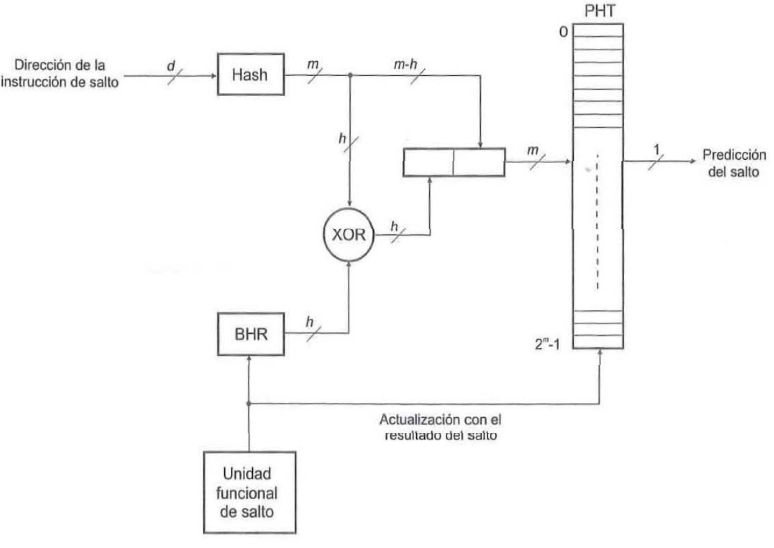 PHT
0
Dirección de la
instrucción de salto
d
Hash
m
m-h
h
m
1
Predicción
del salto
XOR
h
h
BHR
2ᵐ-1
Actualización con el
resultado del salto
Unidad
funcional
de salto